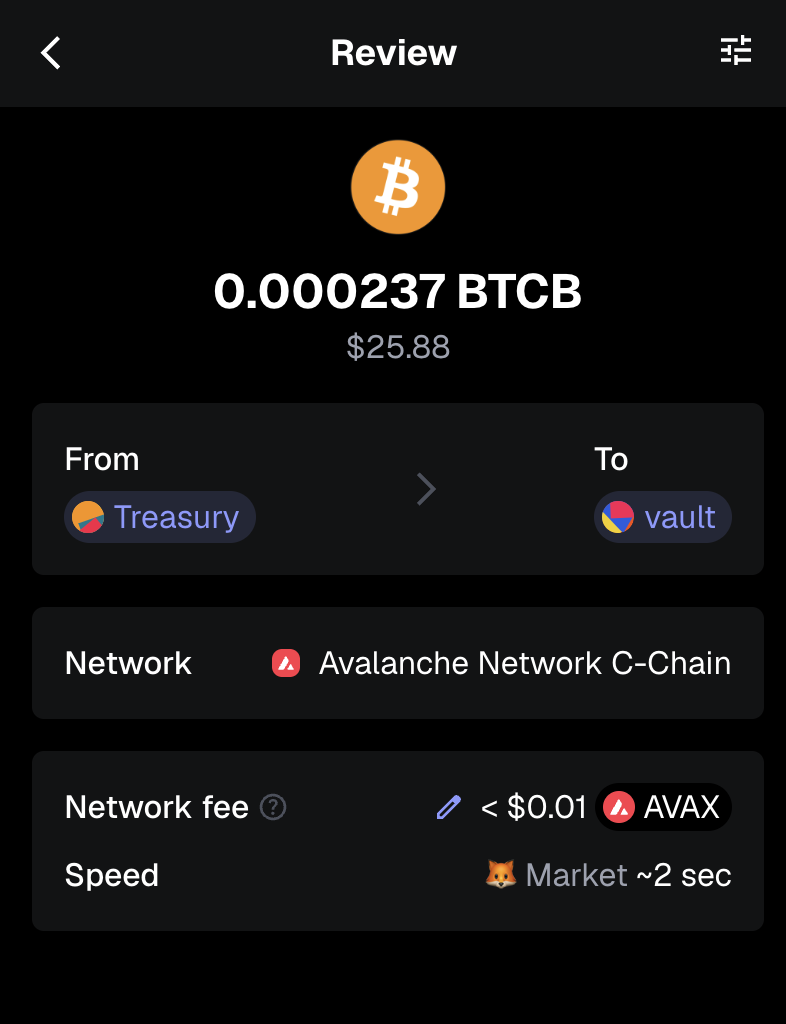 Review
0.000237 BTCB
$25.88
From
To
Treasury
vault
Network
Avalanche Network C-Chain
Network fee
< $0.01 AVAX
Speed
Market ~2 sec